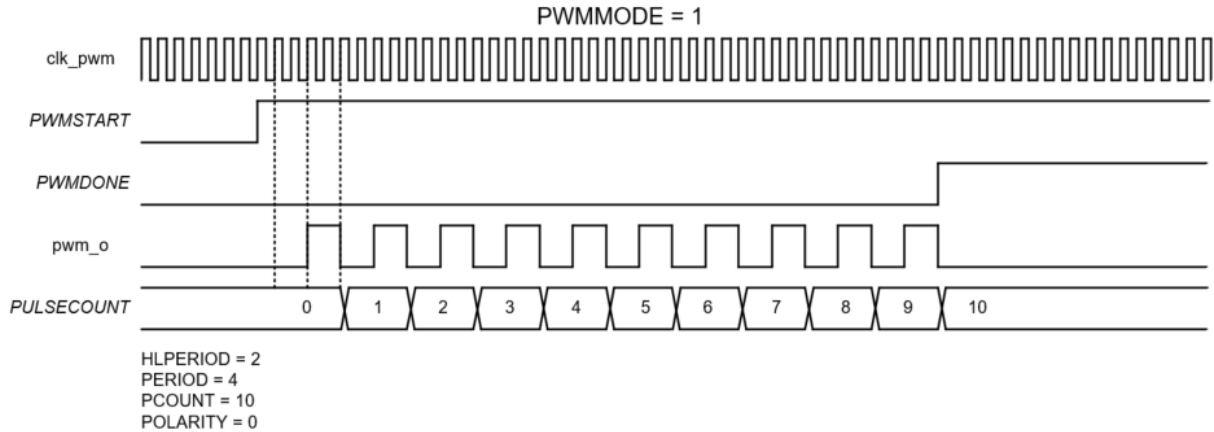 PWMMODE = 1
clk_pwm
PWMSTART
PWMDONE
pwm_o
PULSECOUNT 0 1 2 3 4 5 6 7 8 9 10
HLPERIOD = 2
PERIOD = 4
PCOUNT = 10
POLARITY = 0